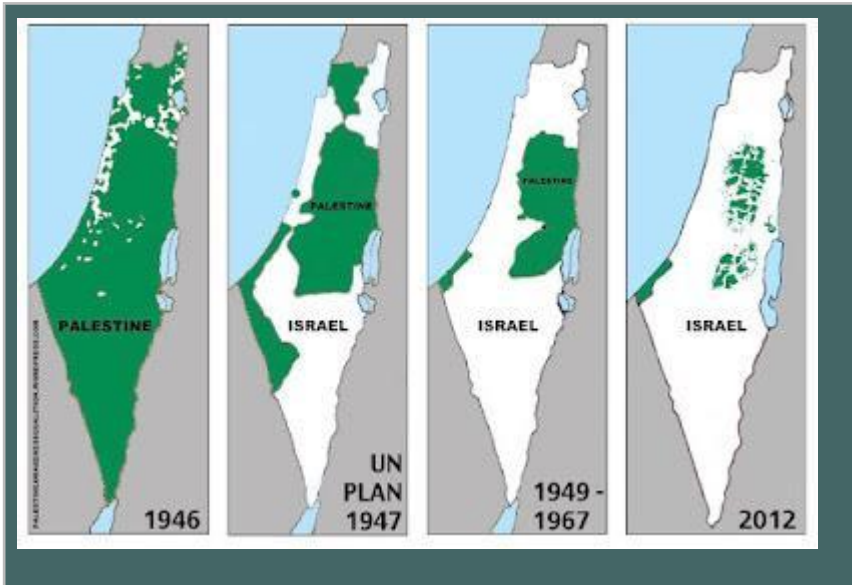 PALESTINE
1946
PALESTINE
ISRAEL
UN
PLAN
1947
PALESTINE
ISRAEL
1949 -
1967
ISRAEL
2012